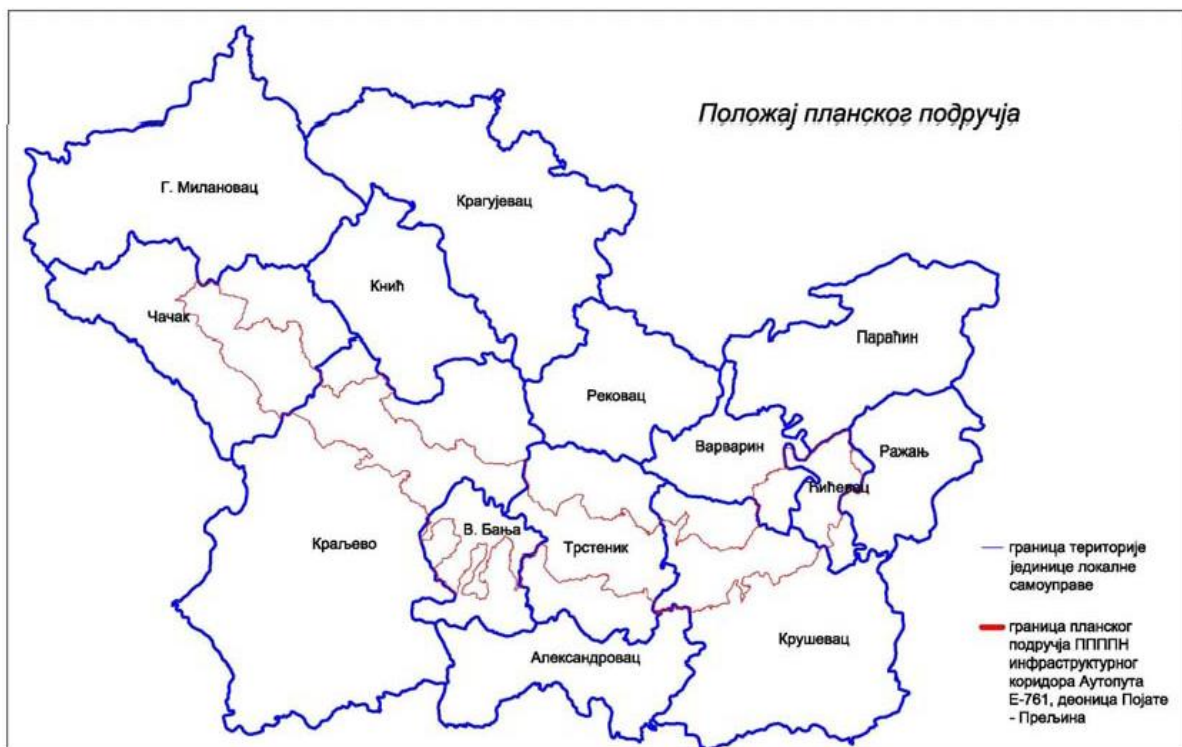 Положај планског подручја
Г. Милановац
Крагујевац
Кнић
Чачак
Параћин
Рековац
Варварин
Ражањ
Ћићевац
В. Бања
Краљево
Трстеник
граница територије
јединице локалне
самоуправе
Александровац
Крушевац
граница планског
подручја ППППН
инфраструктурног
коридора Аутопута
Е-761, деоница Појате
- Прељина